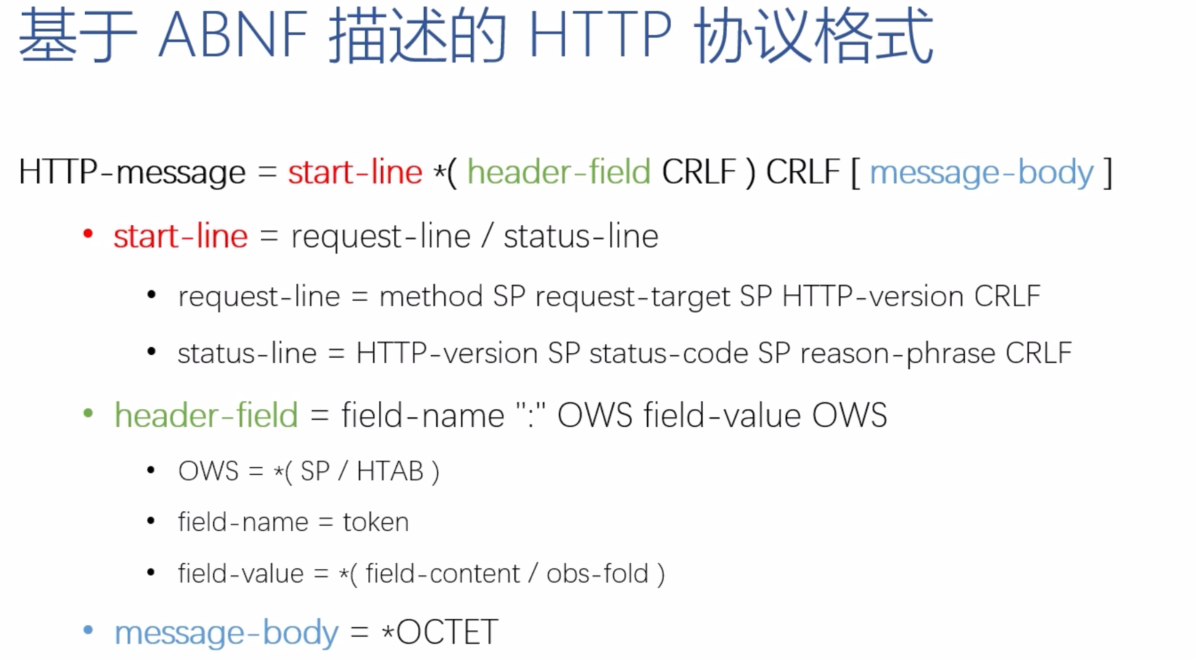 基于 ABNF 描述的 HTTP 协议格式
HTTP-message = start-line *( header-field CRLF ) CRLF [ message-body ]
• start-line = request-line / status-line
• request-line = method SP request-target SP HTTP-version CRLF
• status-line = HTTP-version SP status-code SP reason-phrase CRLF
• header-field = field-name ":" OWS field-value OWS
• OWS = *( SP / HTAB )
• field-name = token
• field-value = *( field-content / obs-fold )
• message-body = *OCTET